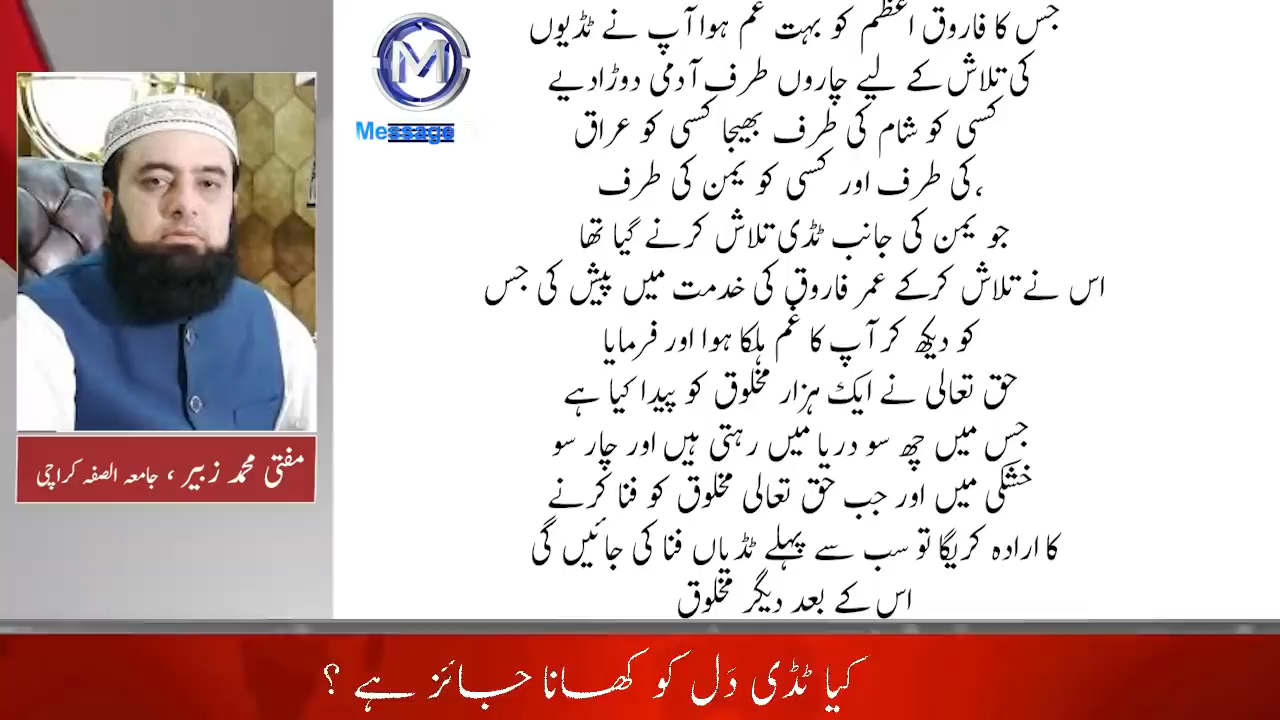 جس کا فاروق اعظم کو بہت غم ہوا آپ نے ٹڈیوں
کی تلاش کے لیے چاروں طرف آدمی دوڑا دیے
کسی کو شام کی طرف بھیجا کسی کو عراق
کی طرف اور کسی کو یمن کی طرف،
جو یمن کی جانب ٹڈی تلاش کرنے گیا تھا
اس نے تلاش کرکے عمر فاروق کی خدمت میں پیش کی جس
کو دیکھ کر آپ کا غم ہلکا ہوا اور فرمایا
حق تعالی نے ایک ہزار مخلوق کو پیدا کیا ہے
جس میں چھ سو دریا میں رہتی ہیں اور چار سو
خشکی میں اور جب حق تعالی مخلوق کو فنا کرنے
کا ارادہ کریگا تو سب سے پہلے ٹڈیاں فنا کی جائیں گی
اس کے بعد دیگر مخلوق
M
Message
مفتی محمد زبیر ، جامعہ الصفہ کراچی
کیا ٹڈی دَل کو کھانا جائز ہے ؟